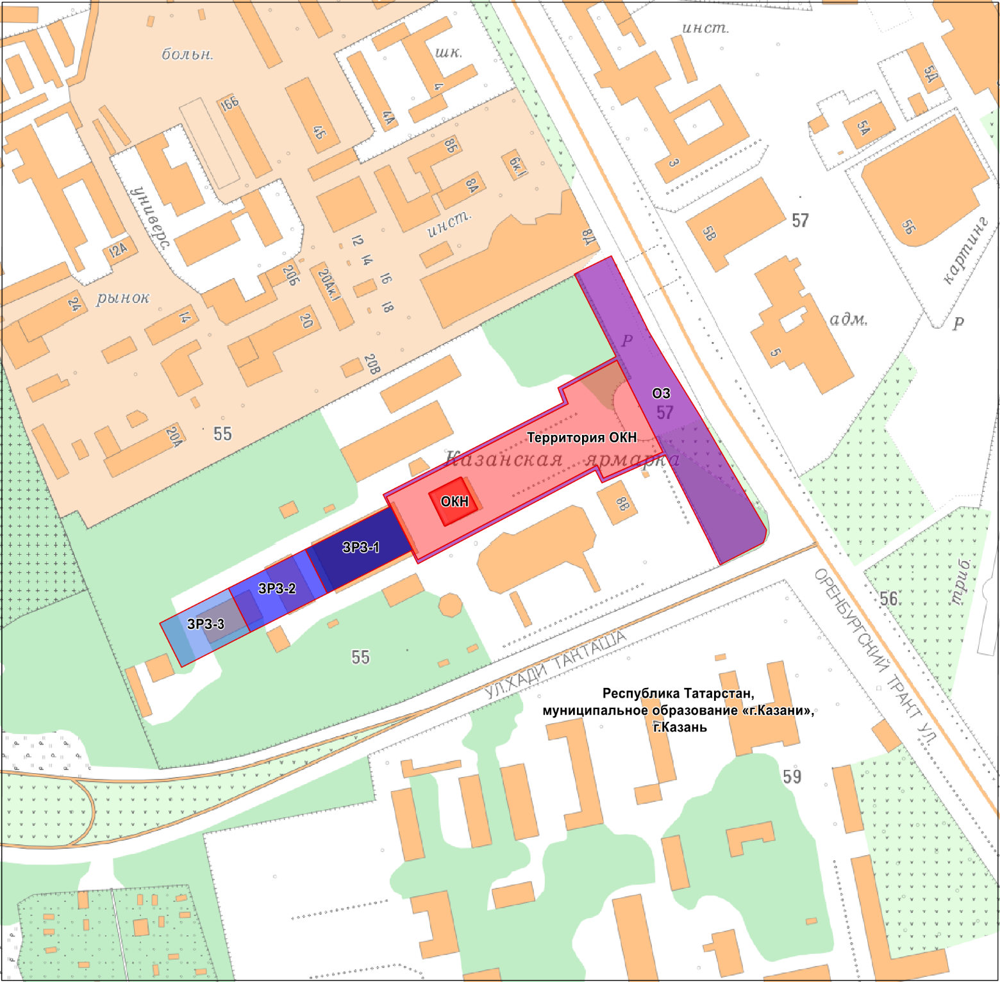 инст.
больн.
шк.
4
5Д
16Б
4А
5А
4Б
8Б
3
6к.1
8А
универс.
инст.
57
5В
5Б
картинг
8Д
12
12А
14
20Б
20Ак.1
16
рынок
24
18
14
20
адм.
Р
Р
5
20В
ОЗ
57
55
20А
Территория ОКН
Казанская ярмарка
ОКН
8В
ЗРЗ-1
ЗРЗ-2
ЗРЗ-3
триб.
56
55
УЛ.ХАДИ ТАКТАША
ОРЕНБУРГСКИЙ ТРАКТ УЛ.
Республика Татарстан,
муниципальное образование «г.Казани»,
г.Казань
59